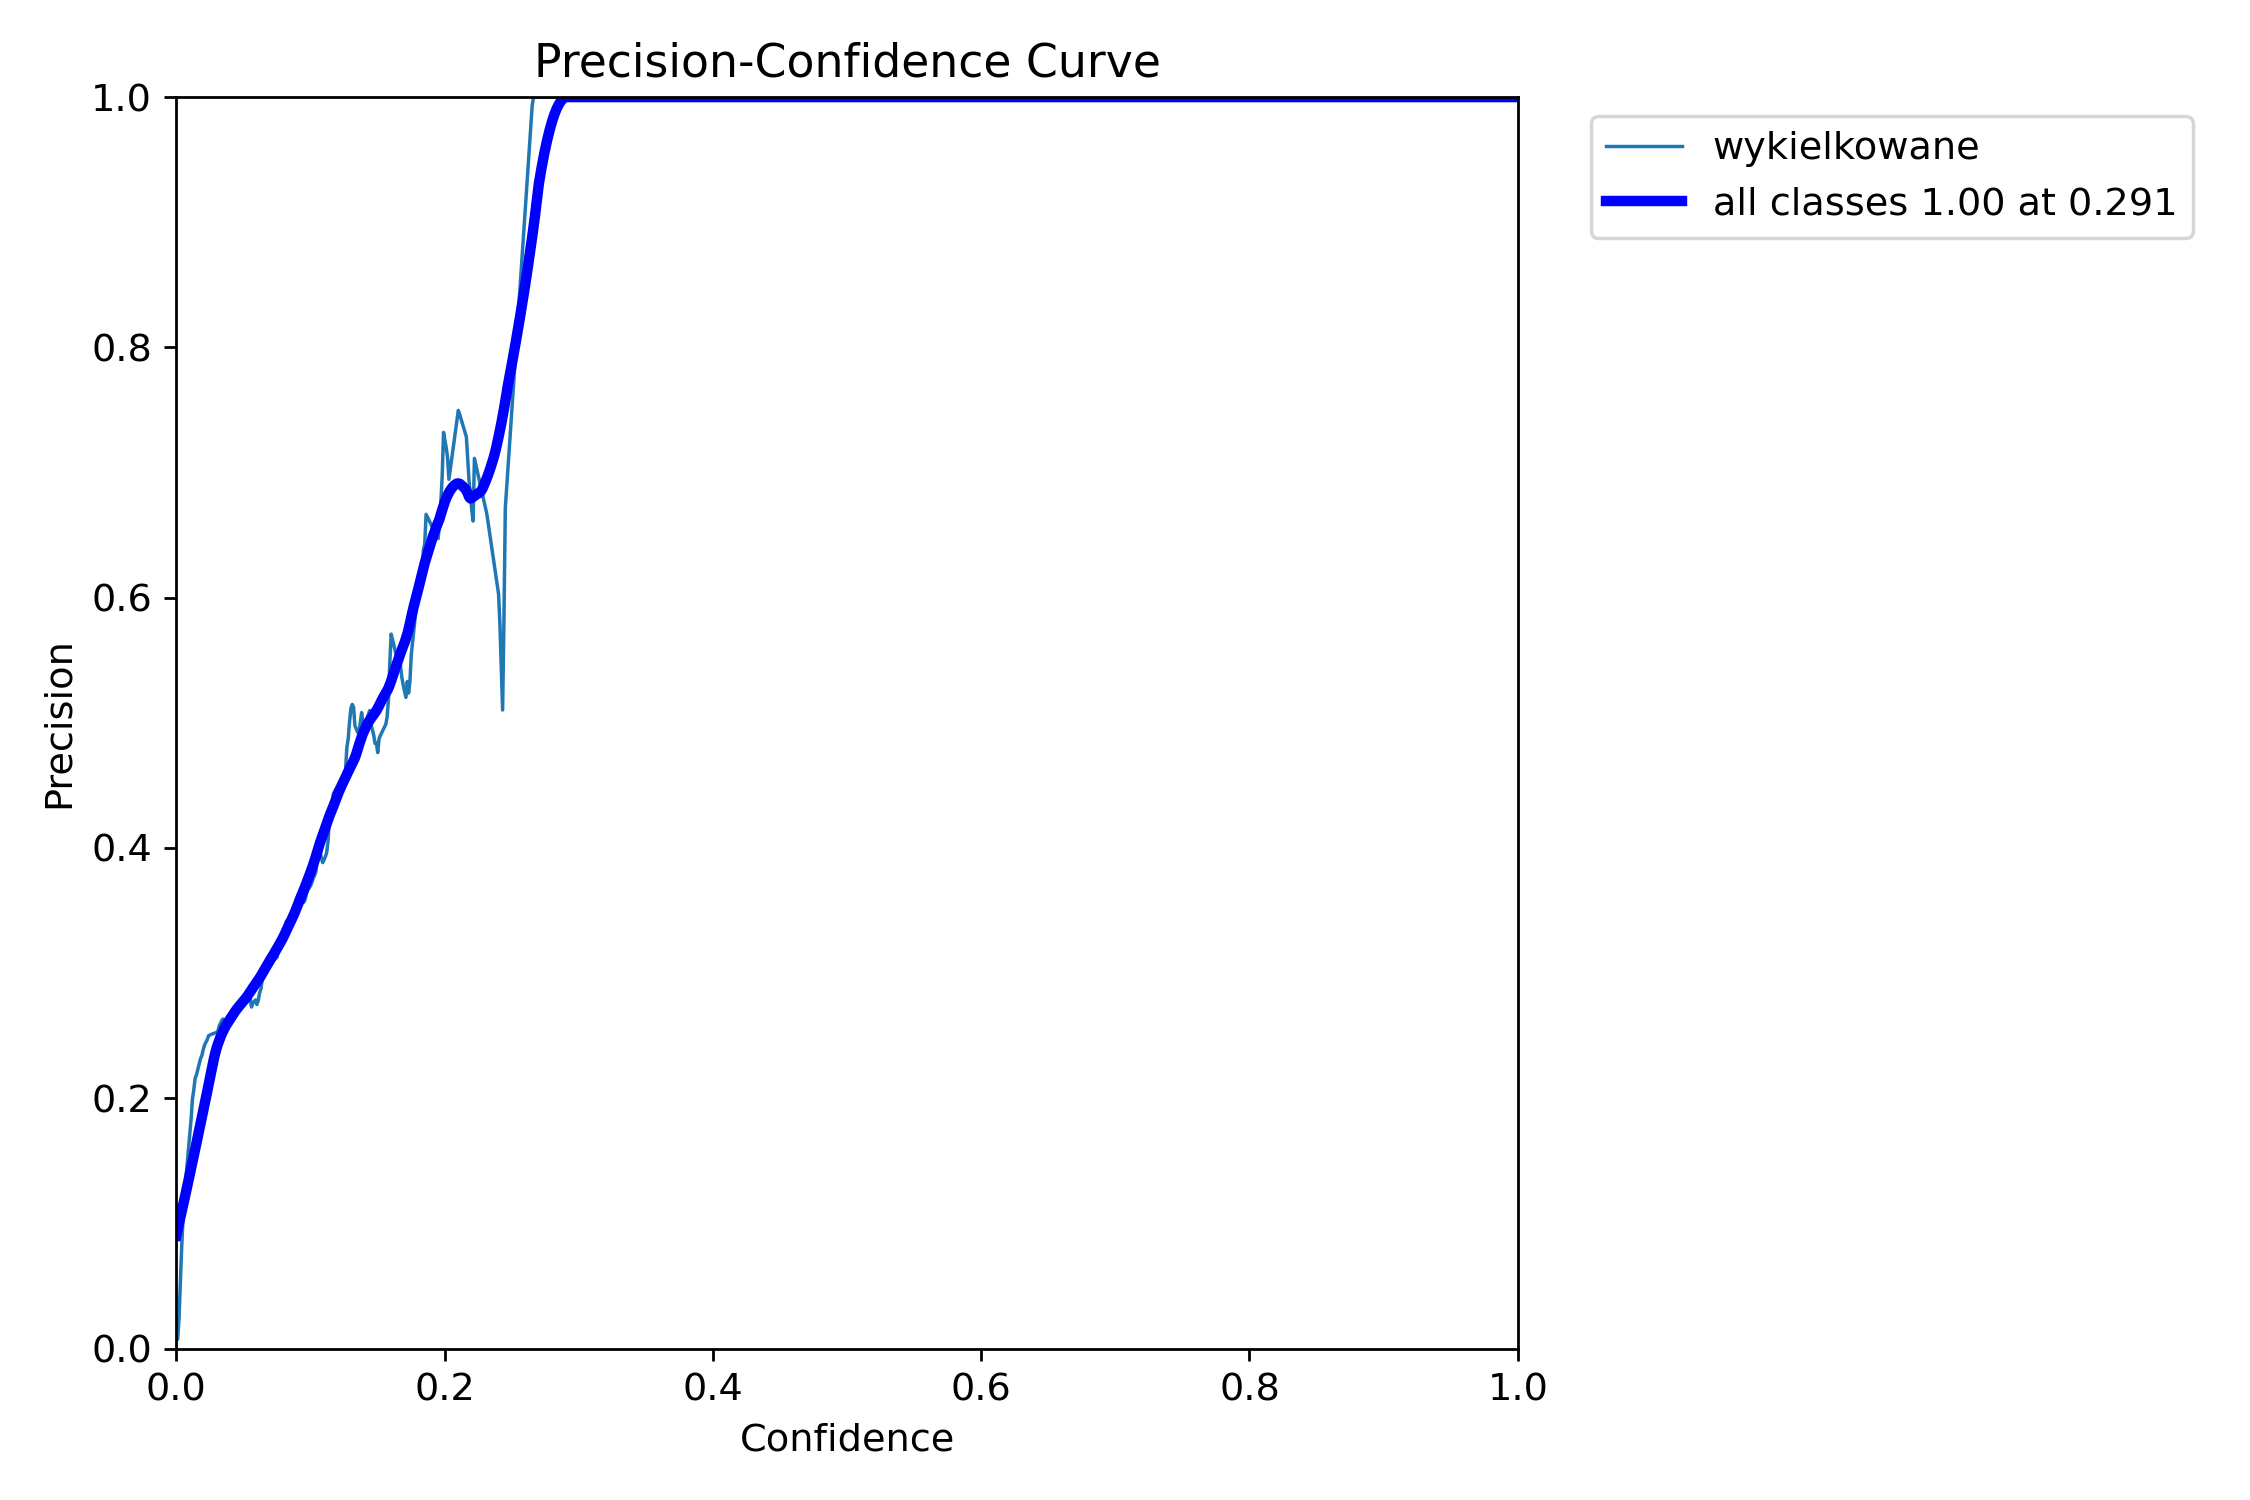 Precision-Confidence Curve
1.0
0.8
0.6
0.4
0.2
0.0
Precision
0.0 0.2 0.4 0.6 0.8 1.0
Confidence
wykielkowane
all classes 1.00 at 0.291